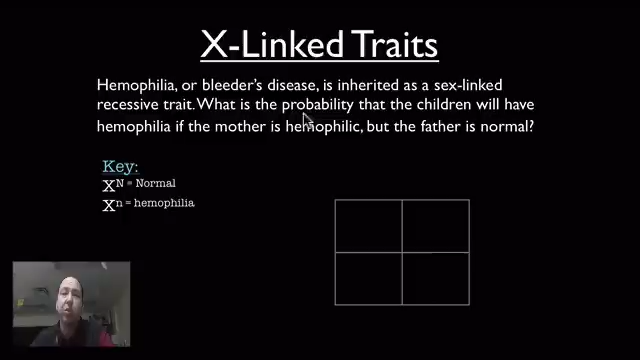 X-Linked Traits
Hemophilia, or bleeder's disease, is inherited as a sex-linked
recessive trait. What is the probability that the children will have
hemophilia if the mother is hemophilic, but the father is normal?
Key:
X^N = Normal
X^n = hemophilia